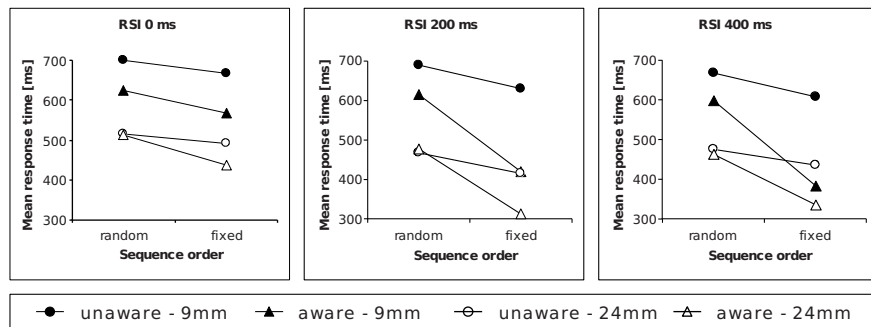 RSI 0 ms
Mean response time [ms]
700
600
500
400
300
random fixed
Sequence order
RSI 200 ms
Mean response time [ms]
700
600
500
400
300
random fixed
Sequence order
RSI 400 ms
Mean response time [ms]
700
600
500
400
300
random fixed
Sequence order
unaware - 9mm aware - 9mm unaware - 24mm aware - 24mm